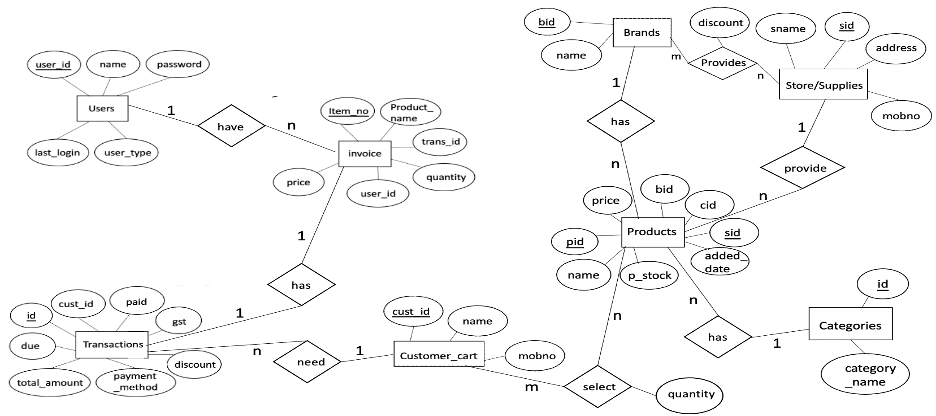 bid
Brands
discount
sname
sid
name
m
Provides
n
address
Store/Supplies
user_id
name
password
1
mobno
Users
1
have
n
Item_no
Product_
name
has
1
last_login
user_type
invoice
trans_id
n
provide
price
quantity
user_id
price
bid
cid
n
Products
sid
pid
added_
date
name
p_stock
1
has
id
cust_id
paid
gst
1
cust_id
name
n
n
id
Categories
due
Transactions
n
need
1
Customer_cart
mobno
has
1
discount
total_amount
payment
_method
m
select
quantity
category
_name